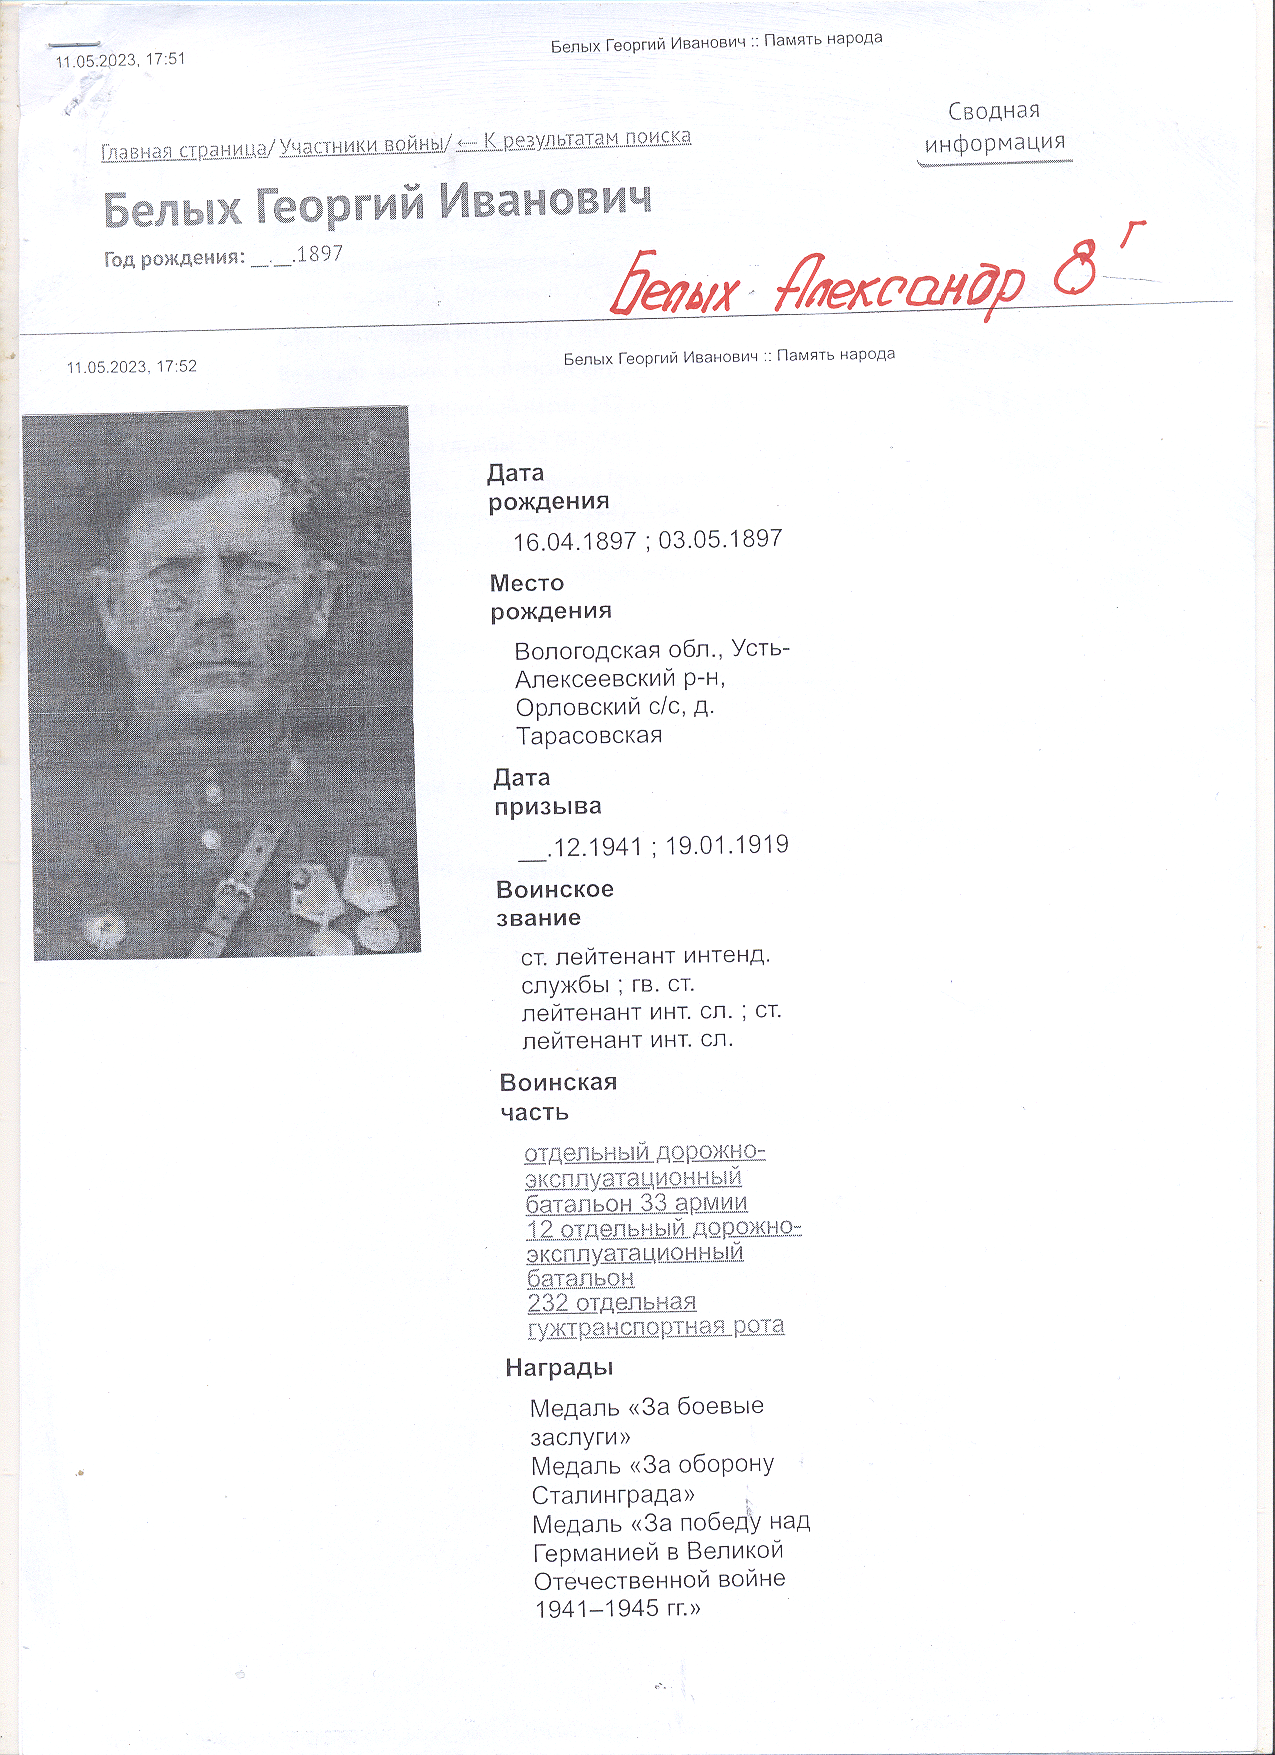 11.05.2023, 17:51
Белых Георгий Иванович :: Память народа
Сводная
информация
Главная страница/ Участники войны/ ← К результатам поиска
Белых Георгий Иванович
Год рождения: __.__.1897
Белых Александр 8 г
11.05.2023, 17:52
Белых Георгий Иванович :: Память народа
Дата
рождения
16.04.1897 ; 03.05.1897
Место
рождения
Вологодская обл., Усть-
Алексеевский р-н,
Орловский с/с, д.
Тарасовская
Дата
призыва
__.12.1941 ; 19.01.1919
Воинское
звание
ст. лейтенант интенд.
службы ; гв. ст.
лейтенант инт. сл. ; ст.
лейтенант инт. сл.
Воинская
часть
отдельный дорожно-
эксплуатационный
батальон 33 армии
12 отдельный дорожно-
эксплуатационный
батальон
232 отдельная
гужтранспортная рота
Награды
Медаль «За боевые
заслуги»
Медаль «За оборону
Сталинграда»
Медаль «За победу над
Германией в Великой
Отечественной войне
1941–1945 гг.»